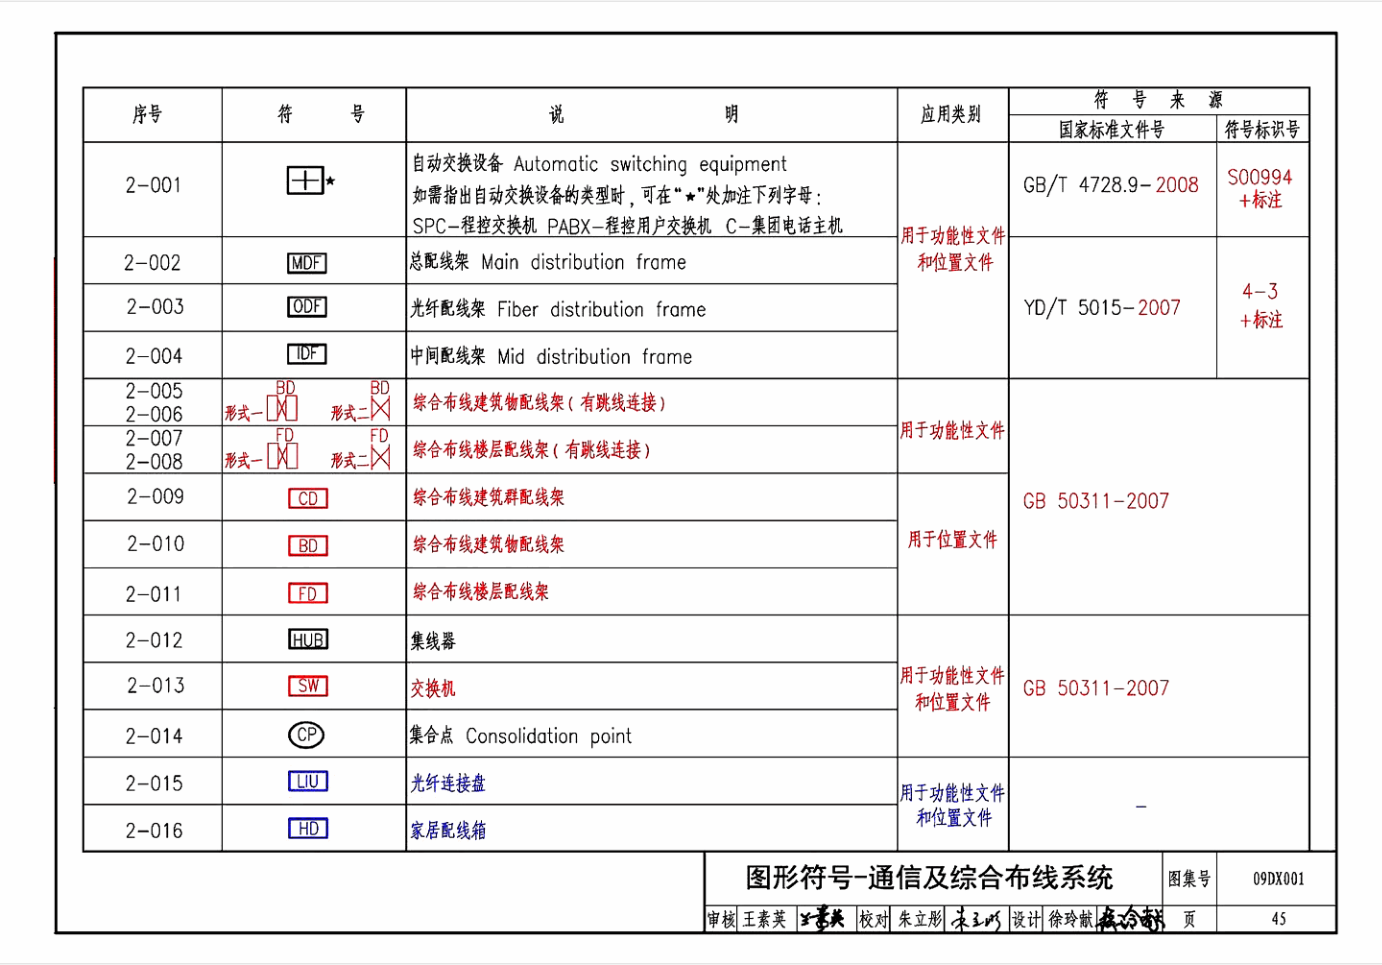 序号 符 号 说 明 应用类别 符 号 来 源
国家标准文件号 符号标识号
2-001 ★ 自动交换设备 Automatic switching equipment
如需指出自动交换设备的类型时，可在“★”处加注下列字母：
SPC-程控交换机 PABX-程控用户交换机 C-集团电话主机
用于功能性文件
和位置文件
GB/T 4728.9-2008
S00994
+标注
2-002 MDF 总配线架 Main distribution frame
2-003 ODF 光纤配线架 Fiber distribution frame
YD/T 5015-2007
4-3
+标注
2-004 IDF 中间配线架 Mid distribution frame
2-005
2-006
BD BD
形式一 形式二
综合布线建筑物配线架(有跳线连接)
用于功能性文件
2-007
2-008
FD FD
形式一 形式二
综合布线楼层配线架(有跳线连接)
2-009 CD 综合布线建筑群配线架
GB 50311-2007
2-010 BD 综合布线建筑物配线架
用于位置文件
2-011 FD 综合布线楼层配线架
2-012 HUB 集线器
2-013 SW 交换机
用于功能性文件
和位置文件
GB 50311-2007
2-014 CP 集合点 Consolidation point
2-015 LIU 光纤连接盘
用于功能性文件
和位置文件
-
2-016 HD 家居配线箱
图形符号-通信及综合布线系统 图集号 09DX001
审核 王素英 校对 朱立彤 设计 徐玲献 页 45